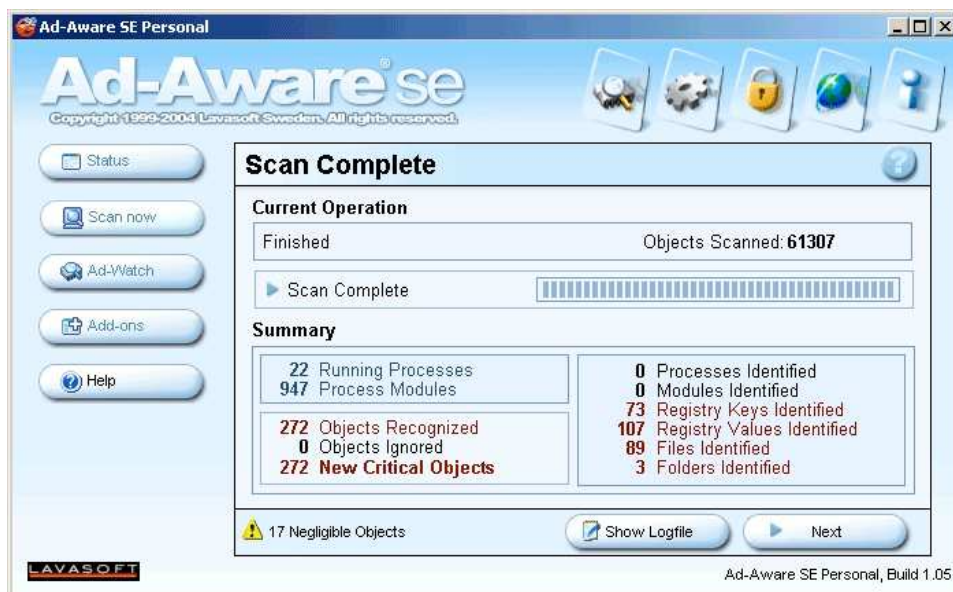 Ad-Aware SE Personal
Ad-Aware® se
Copyright 1999-2004 Lavasoft Sweden. All rights reserved.
Status
Scan now
Ad-Watch
Add-ons
Help
Scan Complete
Current Operation
Finished
Objects Scanned: 61307
Scan Complete
Summary
22 Running Processes
947 Process Modules
272 Objects Recognized
0 Objects Ignored
272 New Critical Objects
0 Processes Identified
0 Modules Identified
73 Registry Keys Identified
107 Registry Values Identified
89 Files Identified
3 Folders Identified
17 Negligible Objects
Show Logfile
Next
LAVASOFT
Ad-Aware SE Personal, Build 1.05